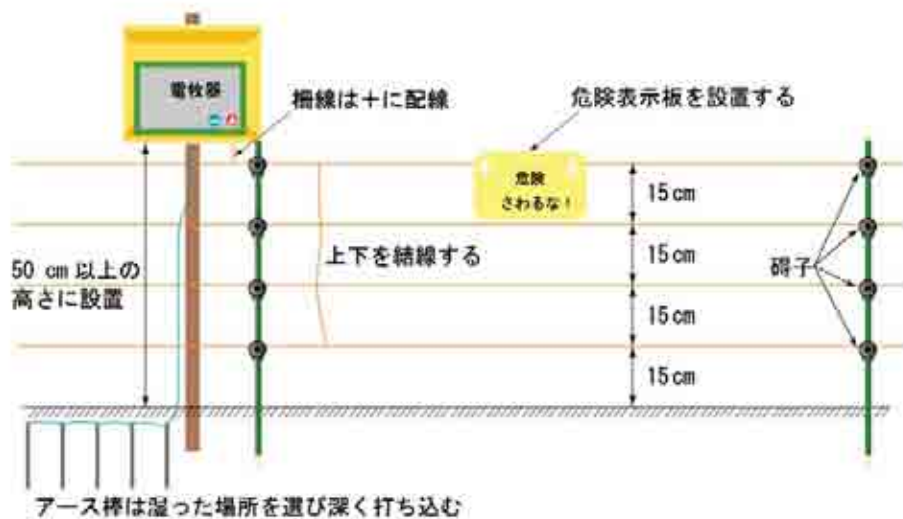 電牧器
柵線は＋に配線
危険表示板を設置する
危険
さわるな！
15cm
15cm
15cm
15cm
上下を結線する
碍子
50 cm 以上の
高さに設置
アース棒は湿った場所を選び深く打ち込む